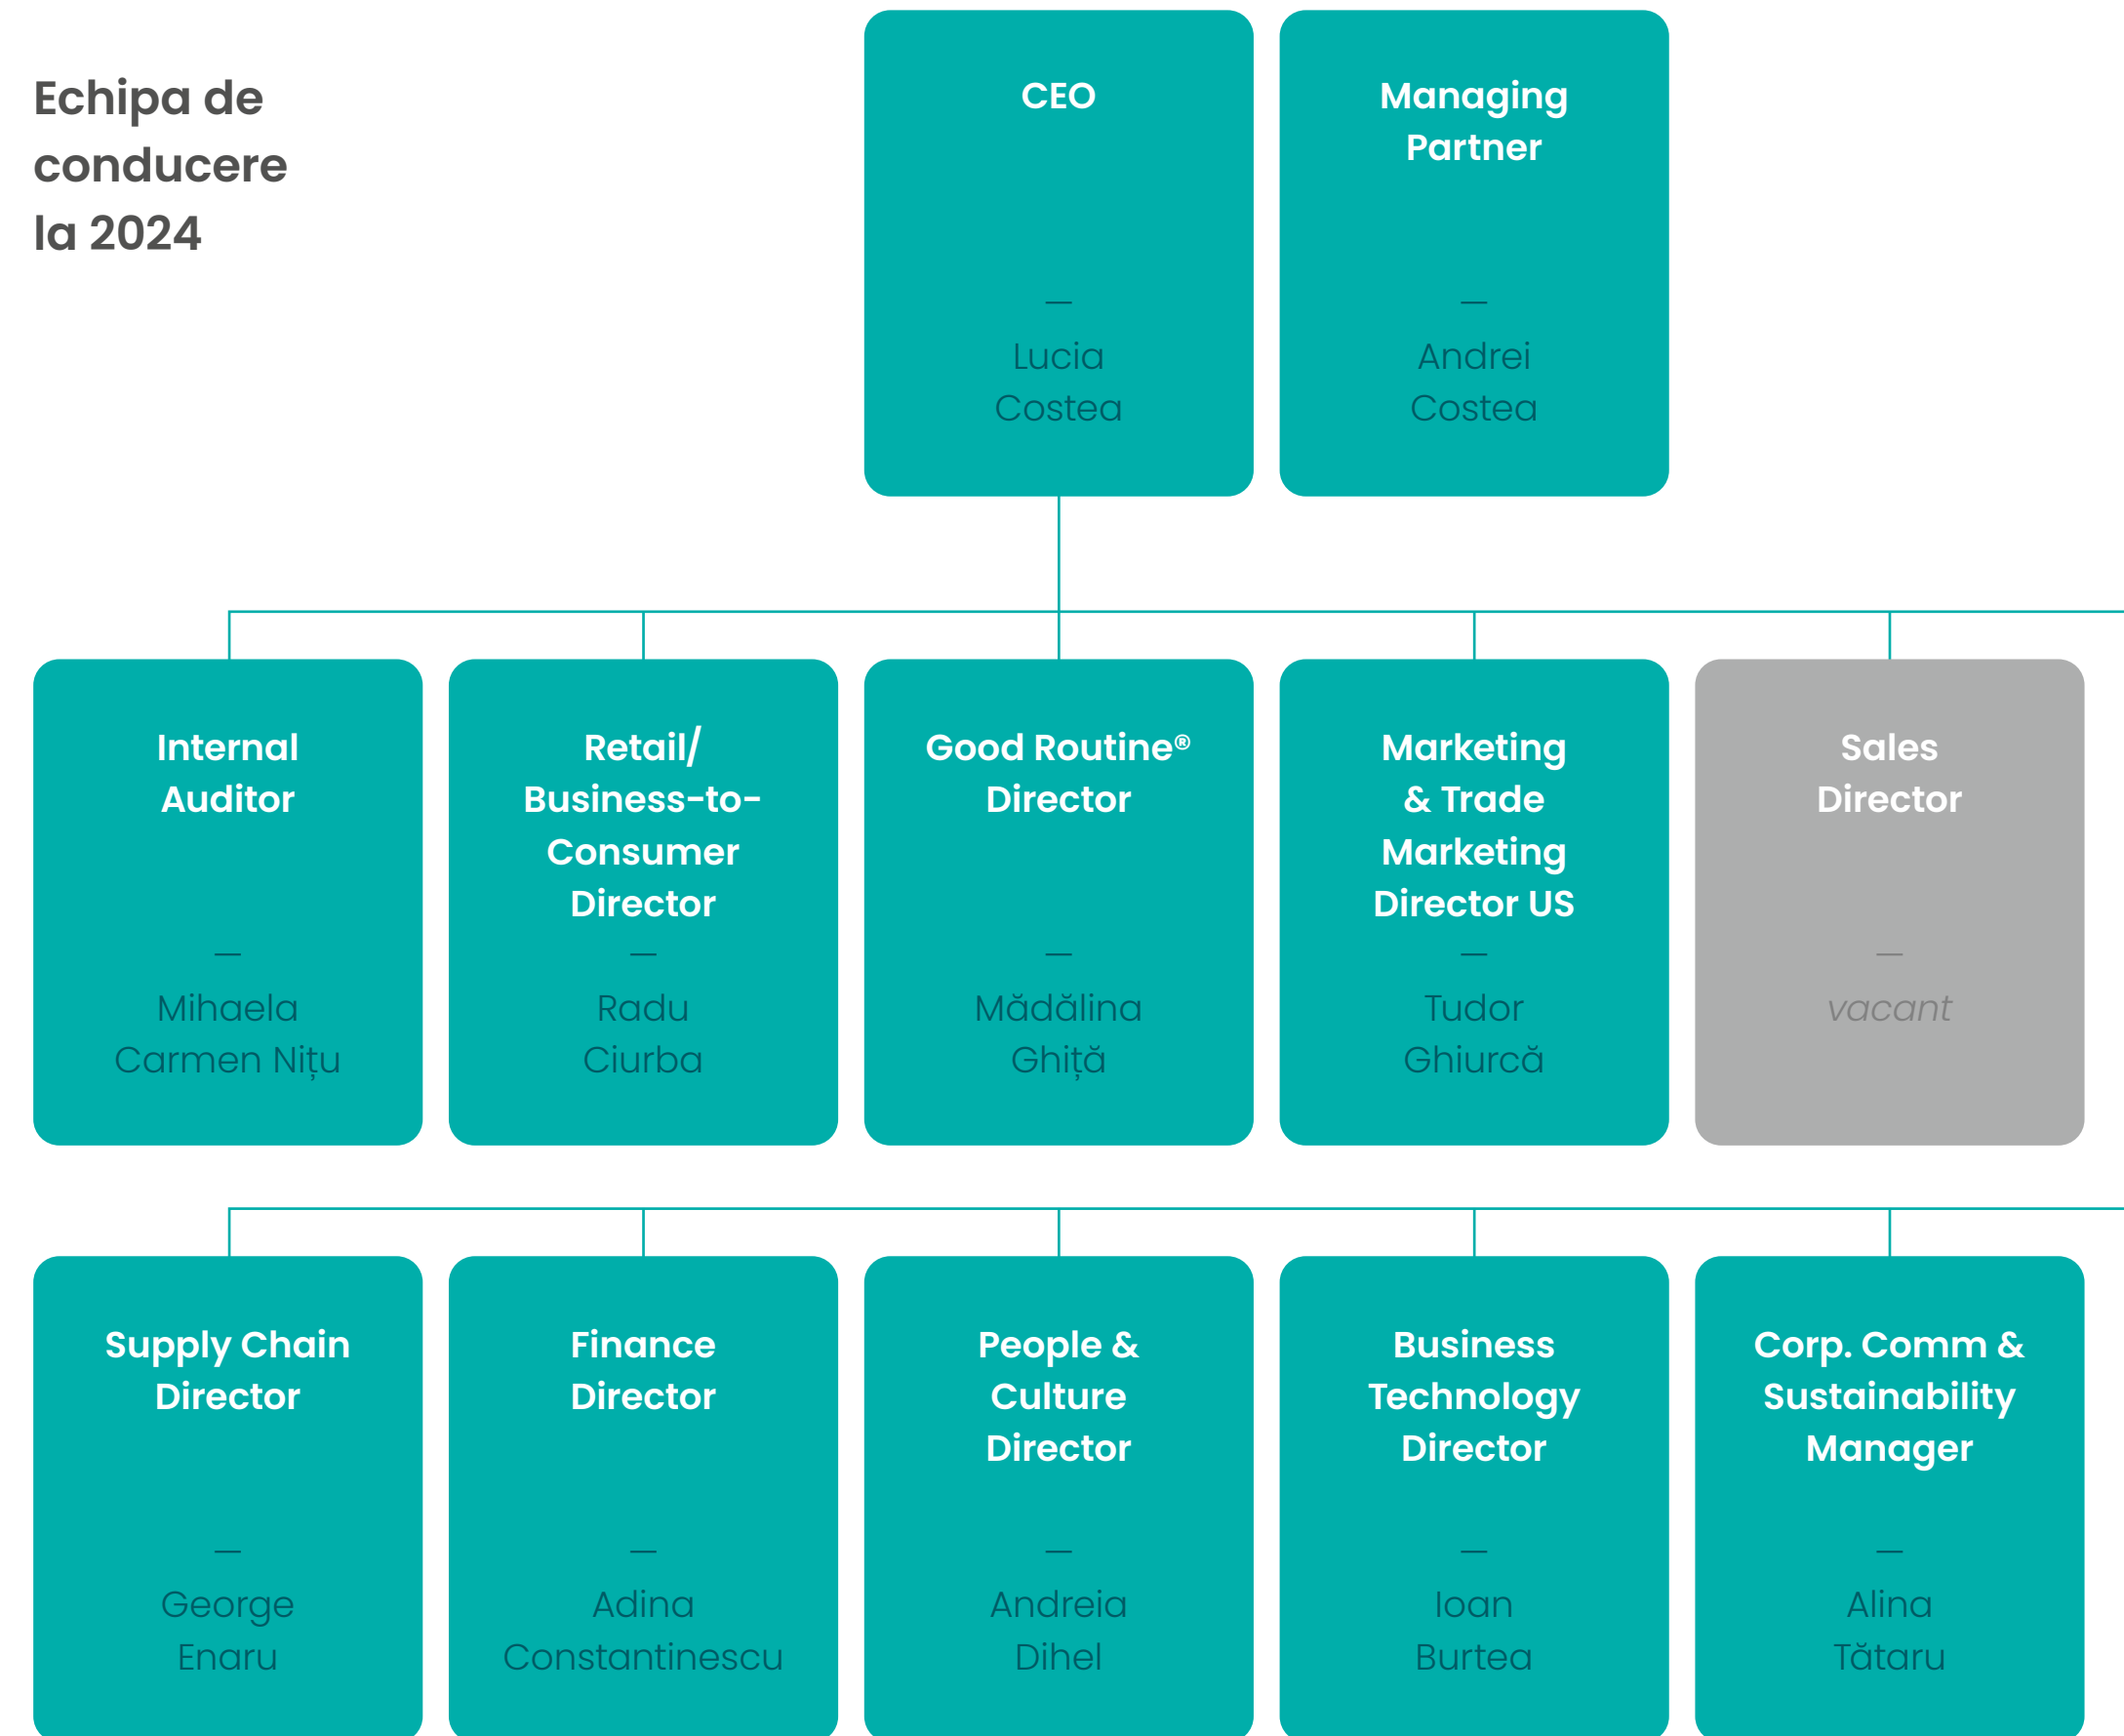 Echipa de
conducere
la 2024
CEO
—
Lucia
Costea
Managing
Partner
—
Andrei
Costea
Internal
Auditor
—
Mihaela
Carmen Nițu
Retail/
Business-to-
Consumer
Director
—
Radu
Ciurba
Good Routine®
Director
—
Mădălina
Ghiță
Marketing
& Trade
Marketing
Director US
—
Tudor
Ghiurcă
Sales
Director
—
vacant
Supply Chain
Director
—
George
Enaru
Finance
Director
—
Adina
Constantinescu
People &
Culture
Director
—
Andreia
Dihel
Business
Technology
Director
—
Ioan
Burtea
Corp. Comm &
Sustainability
Manager
—
Alina
Tătaru